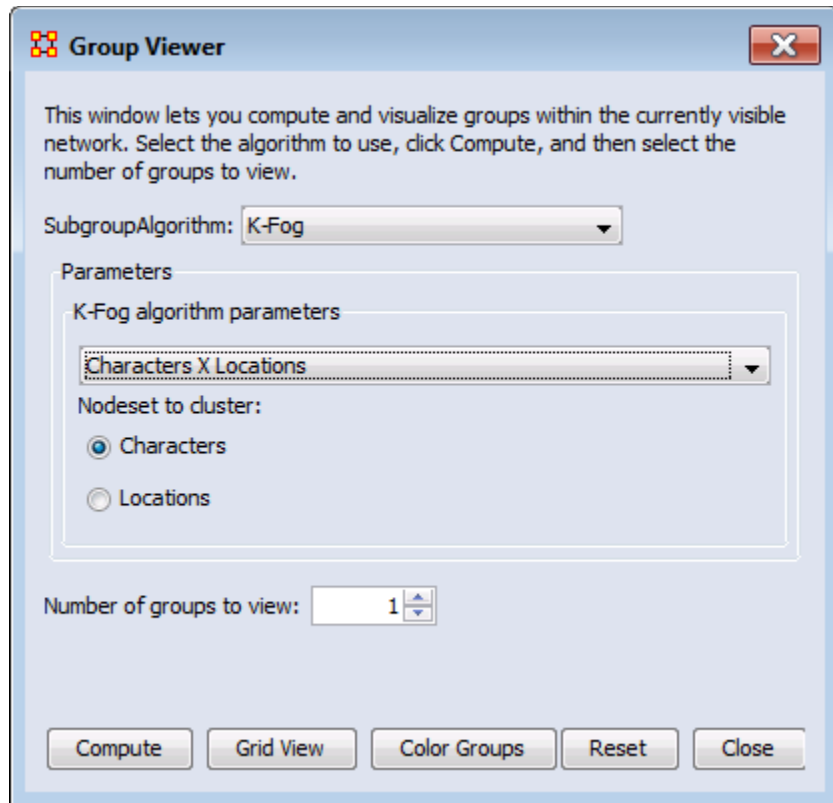 Group Viewer
This window lets you compute and visualize groups within the currently visible
network. Select the algorithm to use, click Compute, and then select the
number of groups to view.
SubgroupAlgorithm: K-Fog
Parameters
K-Fog algorithm parameters
Characters X Locations
Nodeset to cluster:
Characters
Locations
Number of groups to view: 1
Compute Grid View Color Groups Reset Close